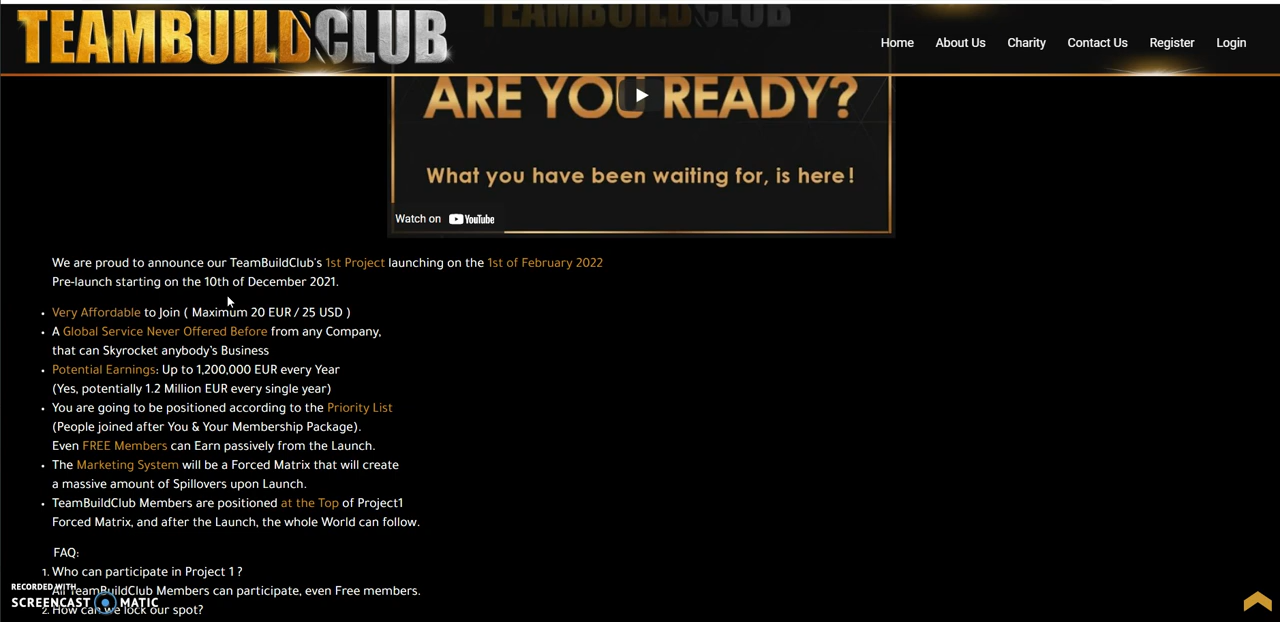 TEAMBUILDCLUB
Home About Us Charity Contact Us Register Login
ARE YOU READY?
What you have been waiting for, is here!
Watch on YouTube
We are proud to announce our TeamBuildClub's 1st Project launching on the 1st of February 2022
Pre-launch starting on the 10th of December 2021.
• Very Affordable to Join ( Maximum 20 EUR / 25 USD )
• A Global Service Never Offered Before from any Company,
that can Skyrocket anybody's Business
• Potential Earnings: Up to 1,200,000 EUR every Year
(Yes, potentially 1.2 Million EUR every single year)
• You are going to be positioned according to the Priority List
(People joined after You & Your Membership Package).
Even FREE Members can Earn passively from the Launch.
• The Marketing System will be a Forced Matrix that will create
a massive amount of Spillovers upon Launch.
• TeamBuildClub Members are positioned at the Top of Project1
Forced Matrix, and after the Launch, the whole World can follow.
FAQ:
1. Who can participate in Project 1 ?
All TeamBuildClub Members can participate, even Free members.
2. How can we lock our spot?
RECORDED WITH
SCREENCAST MATIC